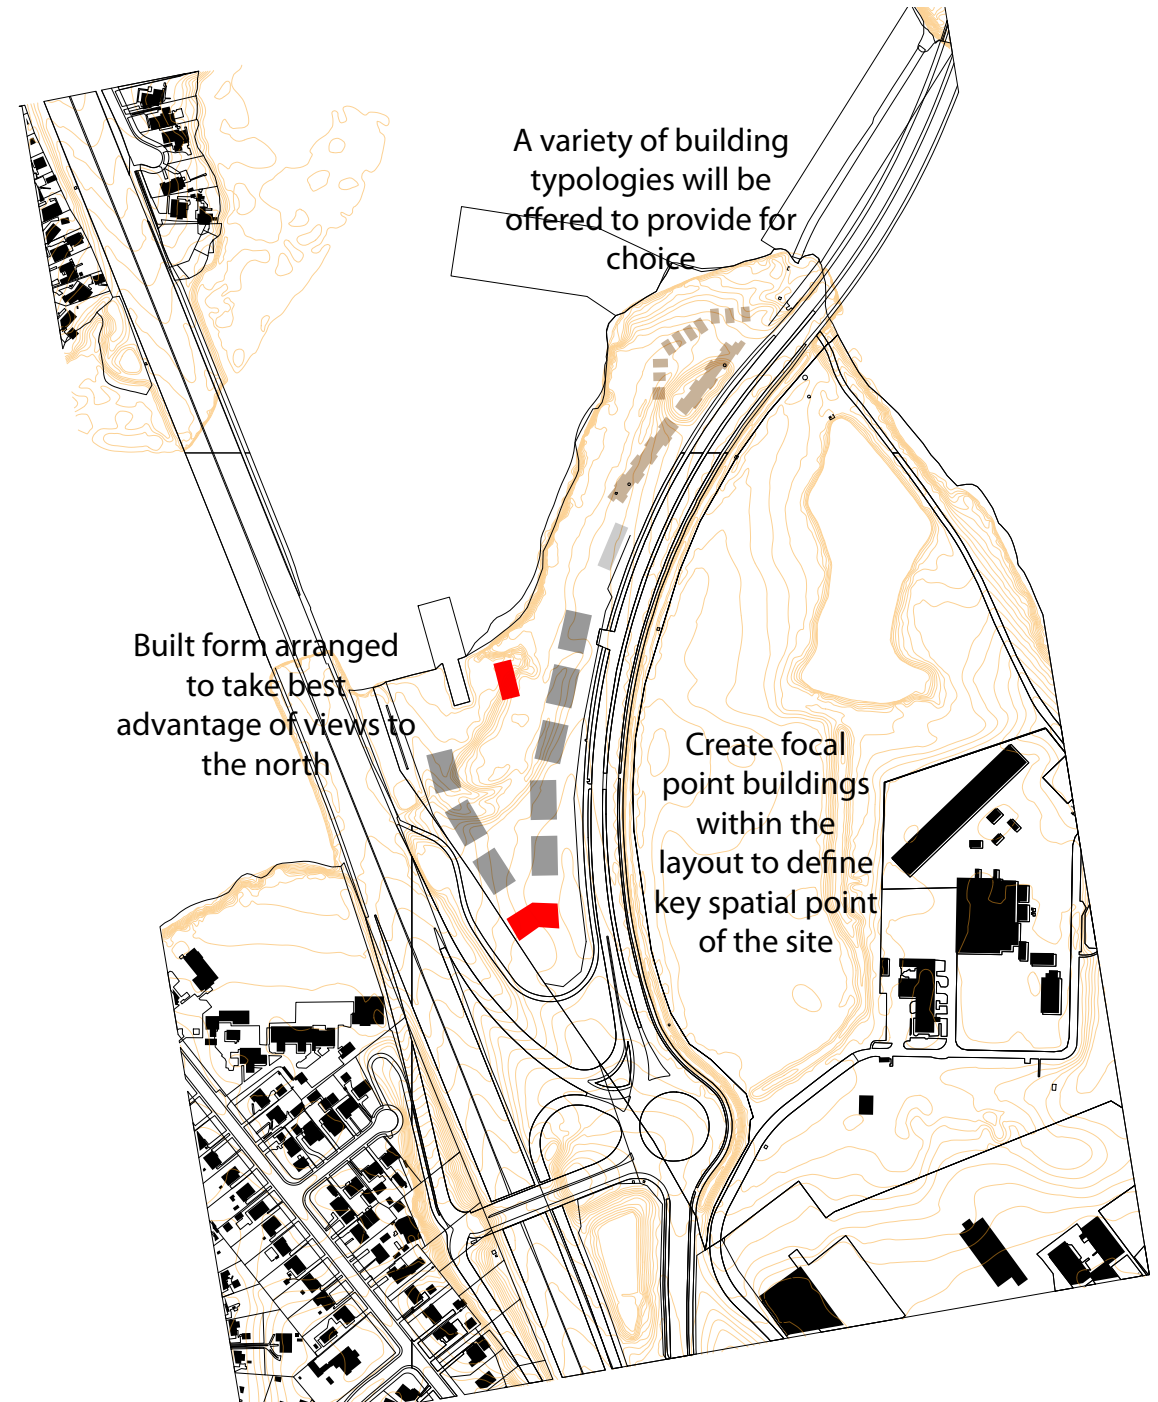 A variety of building
typologies will be
offered to provide for
choice
Built form arranged
to take best
advantage of views to
the north
Create focal
point buildings
within the
layout to define
key spatial point
of the site